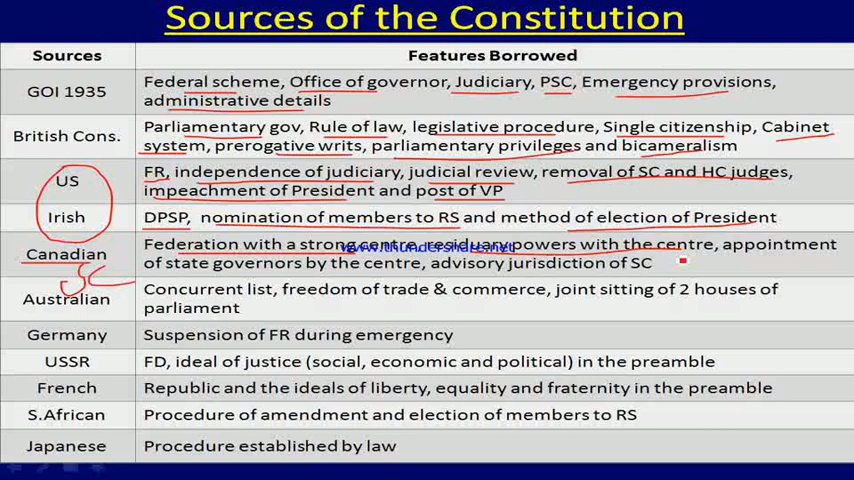 Sources of the Constitution
Sources Features Borrowed
GOI 1935 Federal scheme, Office of governor, Judiciary, PSC, Emergency provisions,
administrative details
British Cons. Parliamentary gov, Rule of law, legislative procedure, Single citizenship, Cabinet
system, prerogative writs, parliamentary privileges and bicameralism
US FR, independence of judiciary, judicial review, removal of SC and HC judges,
impeachment of President and post of VP
Irish DPSP, nomination of members to RS and method of election of President
Canadian Federation with a strong centre, residuary powers with the centre, appointment
of state governors by the centre, advisory jurisdiction of SC
www.thundershare.net
SC
Australian Concurrent list, freedom of trade & commerce, joint sitting of 2 houses of
parliament
Germany Suspension of FR during emergency
USSR FD, ideal of justice (social, economic and political) in the preamble
French Republic and the ideals of liberty, equality and fraternity in the preamble
S.African Procedure of amendment and election of members to RS
Japanese Procedure established by law